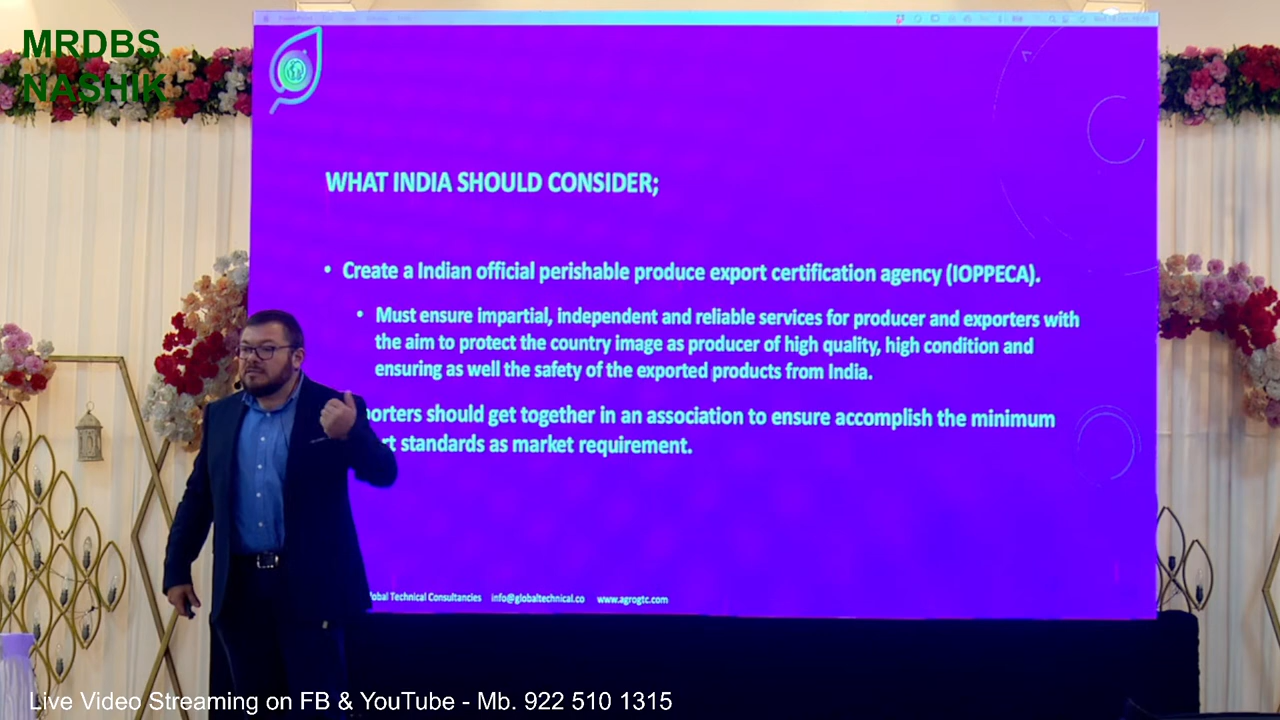 MRDBS
NASHIK
WHAT INDIA SHOULD CONSIDER;
• Create a Indian official perishable produce export certification agency (IOPPECA).
• Must ensure impartial, independent and reliable services for producer and exporters with
the aim to protect the country image as producer of high quality, high condition and
ensuring as well the safety of the exported products from India.
porters should get together in an association to ensure accomplish the minimum
rt standards as market requirement.
lobal Technical Consultancies info@globaltechnical.co www.agrogtc.com
Live Video Streaming on FB & YouTube - Mb. 922 510 1315